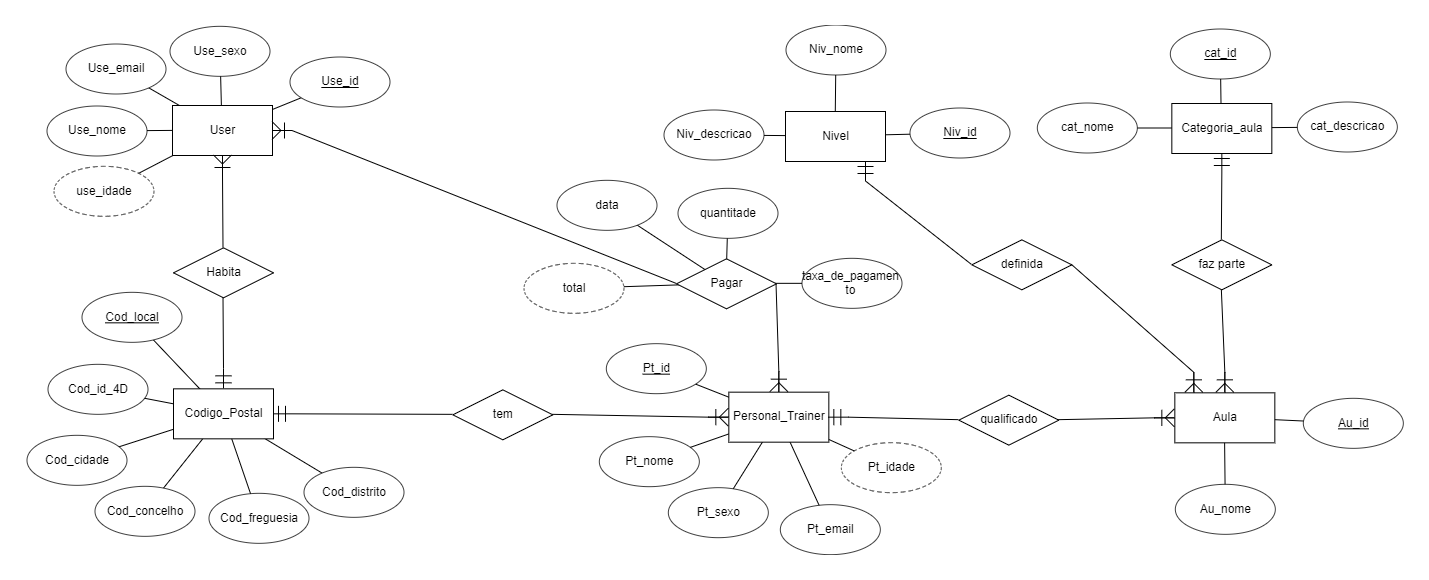 Use_sexo
Use_email
Use_id
Use_nome
User
use_idade
Niv_nome
Niv_descricao
Nivel
Niv_id
cat_id
cat_nome
Categoria_aula
cat_descricao
data
quantitade
total
Pagar
taxa_de_pagamen
to
Habita
definida
faz parte
Cod_local
Cod_id_4D
Codigo_Postal
Cod_cidade
Cod_concelho
Cod_freguesia
Cod_distrito
tem
Pt_id
Personal_Trainer
Pt_nome
Pt_sexo
Pt_email
Pt_idade
qualificado
Aula
Au_id
Au_nome